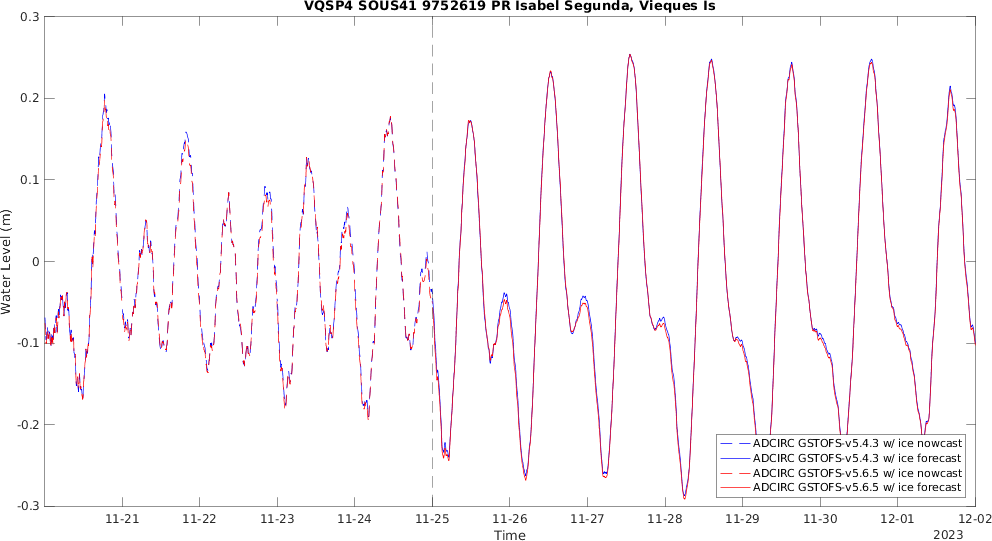 VQSP4 SOUS41 9752619 PR Isabel Segunda, Vieques Is
0.3
0.2
0.1
0
-0.1
-0.2
-0.3
Water Level (m)
ADCIRC GSTOFS-v5.4.3 w/ ice nowcast
ADCIRC GSTOFS-v5.4.3 w/ ice forecast
ADCIRC GSTOFS-v5.6.5 w/ ice nowcast
ADCIRC GSTOFS-v5.6.5 w/ ice forecast
11-21 11-22 11-23 11-24 11-25 11-26 11-27 11-28 11-29 11-30 12-01 12-02
Time
2023